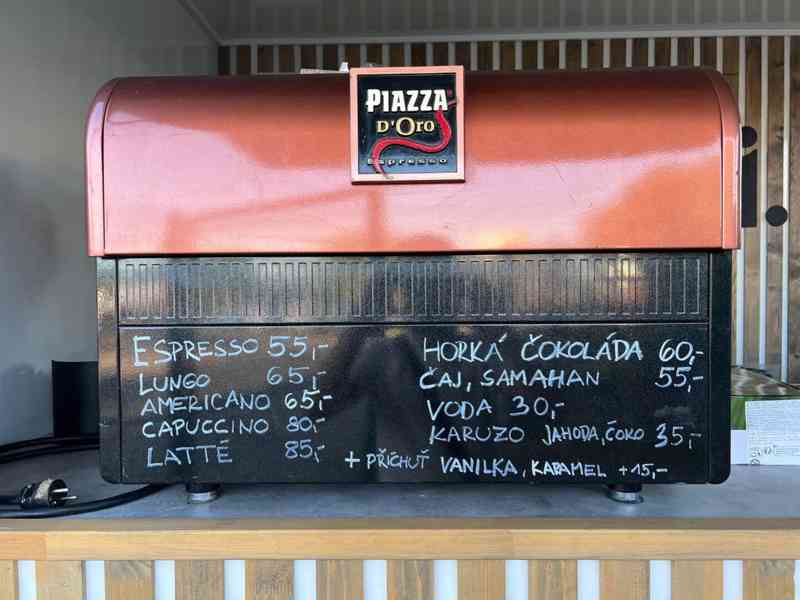 PIAZZA
D'ORO
Espresso
i.
ESPRESSO 55,-
LUNGO 65,-
AMERICANO 65,-
CAPUCCINO 80,-
LATTÉ 85,-
HORKÁ ČOKOLÁDA 60,-
ČAJ, SAMAHAN 55,-
VODA 30,-
KARUZO JAHODA, ČOKO 35,-
+ PŘÍCHUŤ VANILKA, KARAMEL +15,-